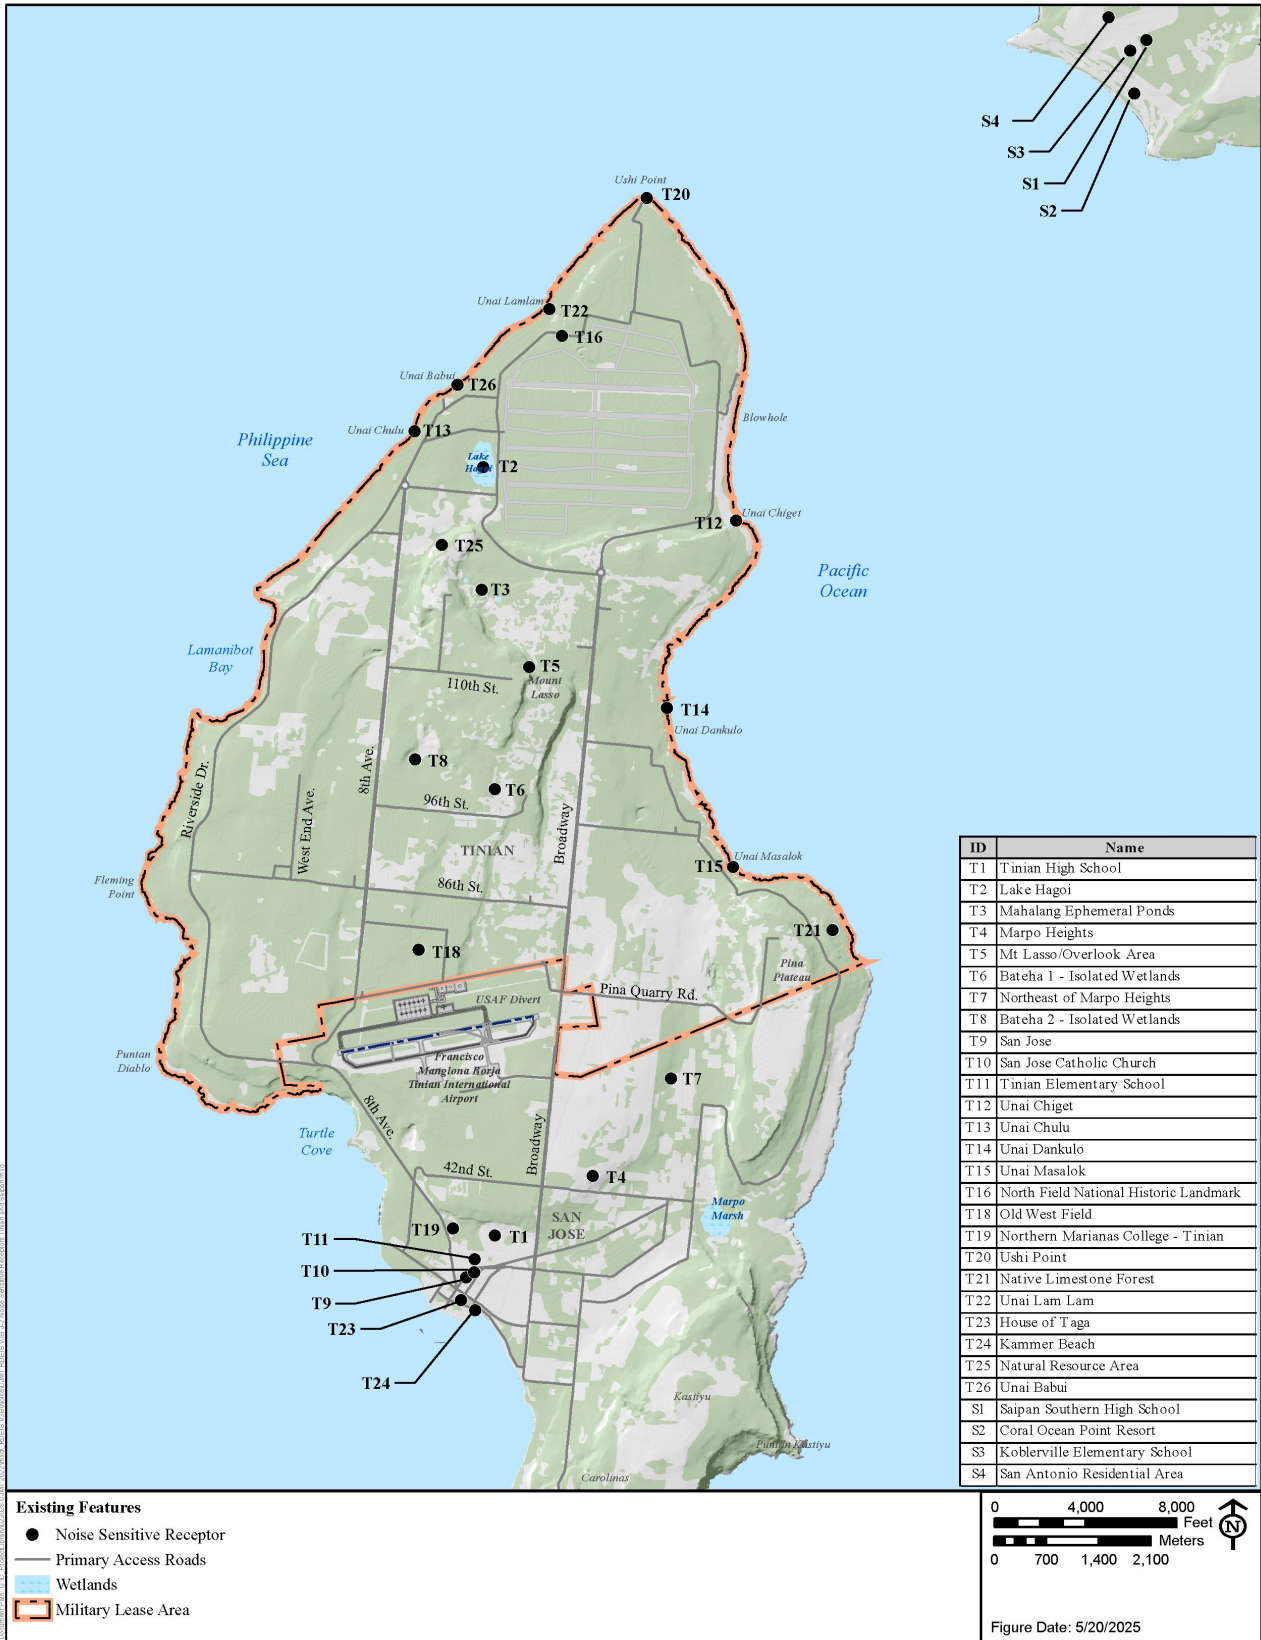 S4
S3
S1
S2
Ushi Point
T20
Unai Lamlam
T22
T16
Unai Babui
T26
Unai Chulu
T13
Blowhole
Philippine
Sea
Lake
Hagoi
T2
T12
Unai Chiget
T25
Pacific
Ocean
T3
Lamanibot
Bay
T5
Mount
Lasso
110th St.
T14
Unai Dankulo
8th Ave.
T8
T6
96th St.
Riverside Dr.
West End Ave.
Broadway
TINIAN
Unai Masalok
T15
86th St.
Fleming
Point
T21
T18
Pina
Plateau
USAF Divert
Pina Quarry Rd.
Puntan
Diablo
Francisco
Manglona Borja
Tinian International
Airport
T7
8th Ave.
Turtle
Cove
Broadway
42nd St.
T4
Marpo
Marsh
SAN
JOSE
T19
T1
T11
T10
T9
T23
T24
Kastiyu
Puntan Kastiyu
Carolinas
ID Name
T1 Tinian High School
T2 Lake Hagoi
T3 Mahalang Ephemeral Ponds
T4 Marpo Heights
T5 Mt Lasso/Overlook Area
T6 Bateha 1 - Isolated Wetlands
T7 Northeast of Marpo Heights
T8 Bateha 2 - Isolated Wetlands
T9 San Jose
T10 San Jose Catholic Church
T11 Tinian Elementary School
T12 Unai Chiget
T13 Unai Chulu
T14 Unai Dankulo
T15 Unai Masalok
T16 North Field National Historic Landmark
T18 Old West Field
T19 Northern Marianas College - Tinian
T20 Ushi Point
T21 Native Limestone Forest
T22 Unai Lam Lam
T23 House of Taga
T24 Kammer Beach
T25 Natural Resource Area
T26 Unai Babui
S1 Saipan Southern High School
S2 Coral Ocean Point Resort
S3 Koblerville Elementary School
S4 San Antonio Residential Area
Existing Features
Noise Sensitive Receptor
Primary Access Roads
Wetlands
Military Lease Area
0 4,000 8,000
Feet
Meters
0 700 1,400 2,100
N
Figure Date: 5/20/2025